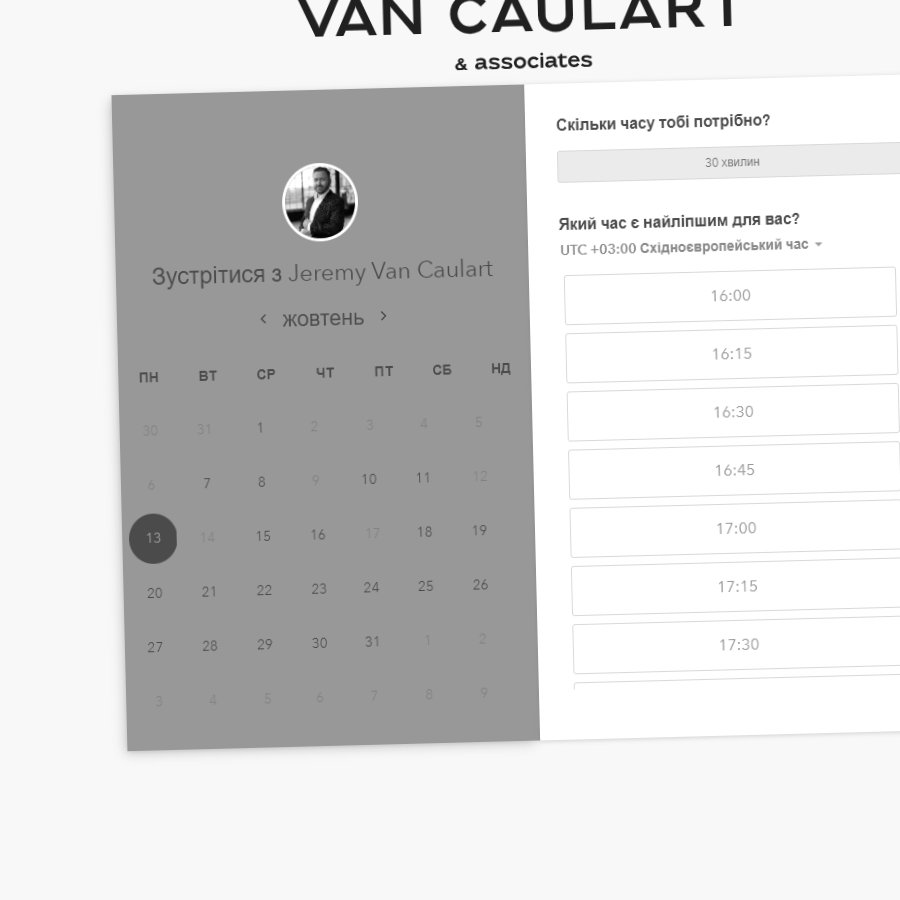 VAN CAULART
& associates
Зустрітися з Jeremy Van Caulart
‹ жовтень ›
ПН ВТ СР ЧТ ПТ СБ НД
30 31 1 2 3 4 5
6 7 8 9 10 11 12
13 14 15 16 17 18 19
20 21 22 23 24 25 26
27 28 29 30 31 1 2
3 4 5 6 7 8 9
Скільки часу тобі потрібно?
30 хвилин
Який час є найліпшим для вас?
UTC +03:00 Східноєвропейський час
16:00
16:15
16:30
16:45
17:00
17:15
17:30